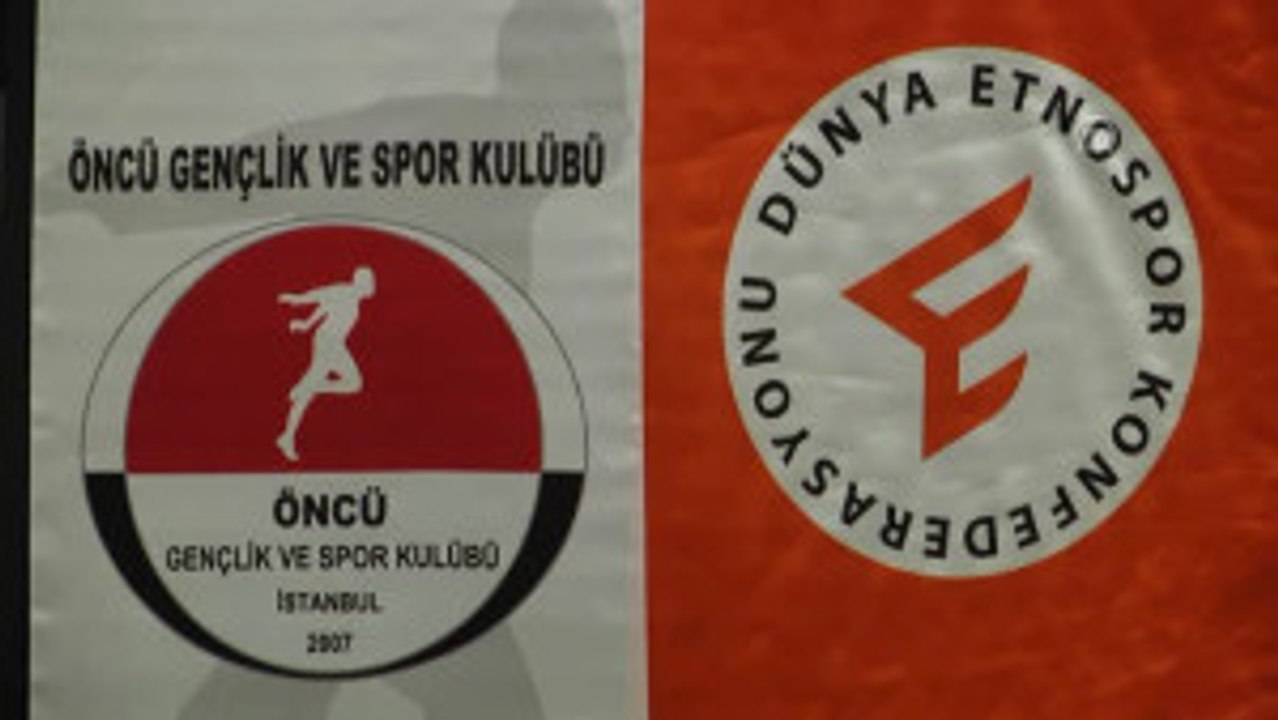 ÖNCÜ GENÇLİK VE SPOR KULÜBÜ
ÖNCÜ
GENÇLİK VE SPOR KULÜBÜ
İSTANBUL
2007
DÜNYA ETNOSPOR KONFEDERASYONU